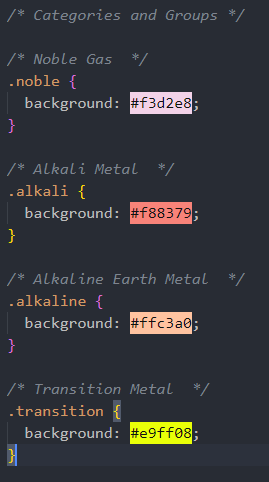 /* Categories and Groups */
/* Noble Gas  */
.noble {
  background: #f3d2e8;
}
/* Alkali Metal  */
.alkali {
  background: #f88379;
}
/* Alkaline Earth Metal  */
.alkaline {
  background: #ffc3a0;
}
/* Transition Metal  */
.transition {
  background: #e9ff08;
}